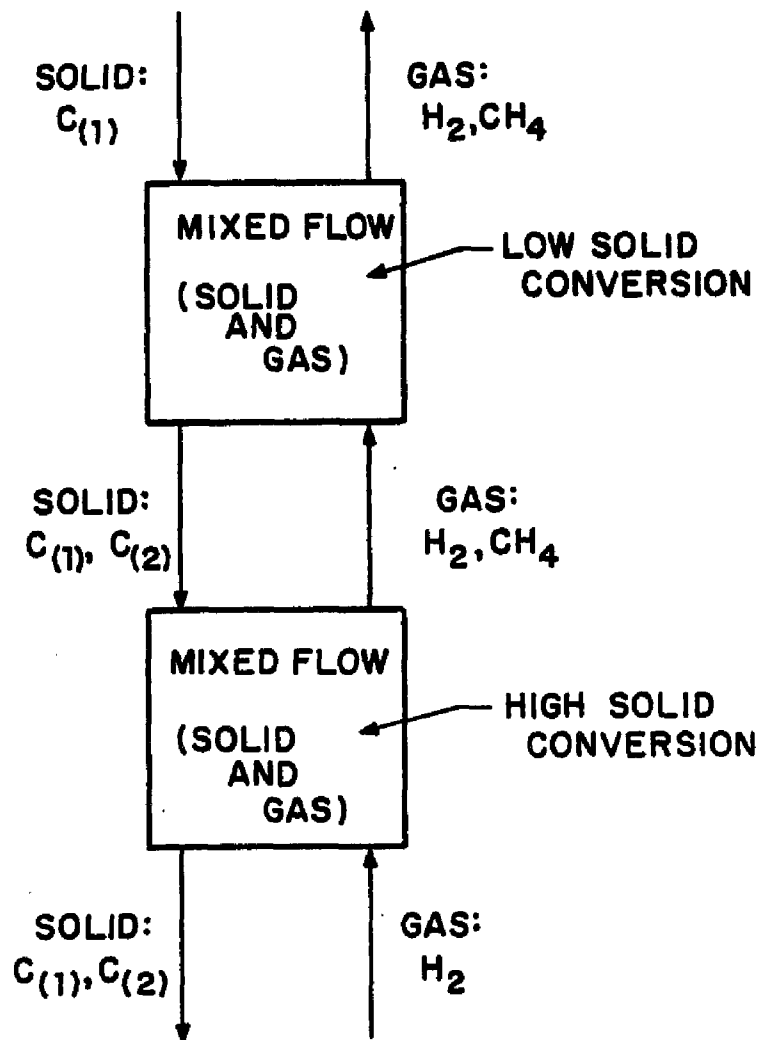 SOLID:
C(1)
GAS:
H2,CH4
MIXED FLOW
(SOLID
AND
GAS)
LOW SOLID
CONVERSION
SOLID:
C(1), C(2)
GAS:
H2,CH4
MIXED FLOW
(SOLID
AND
GAS)
HIGH SOLID
CONVERSION
SOLID:
C(1),C(2)
GAS:
H2